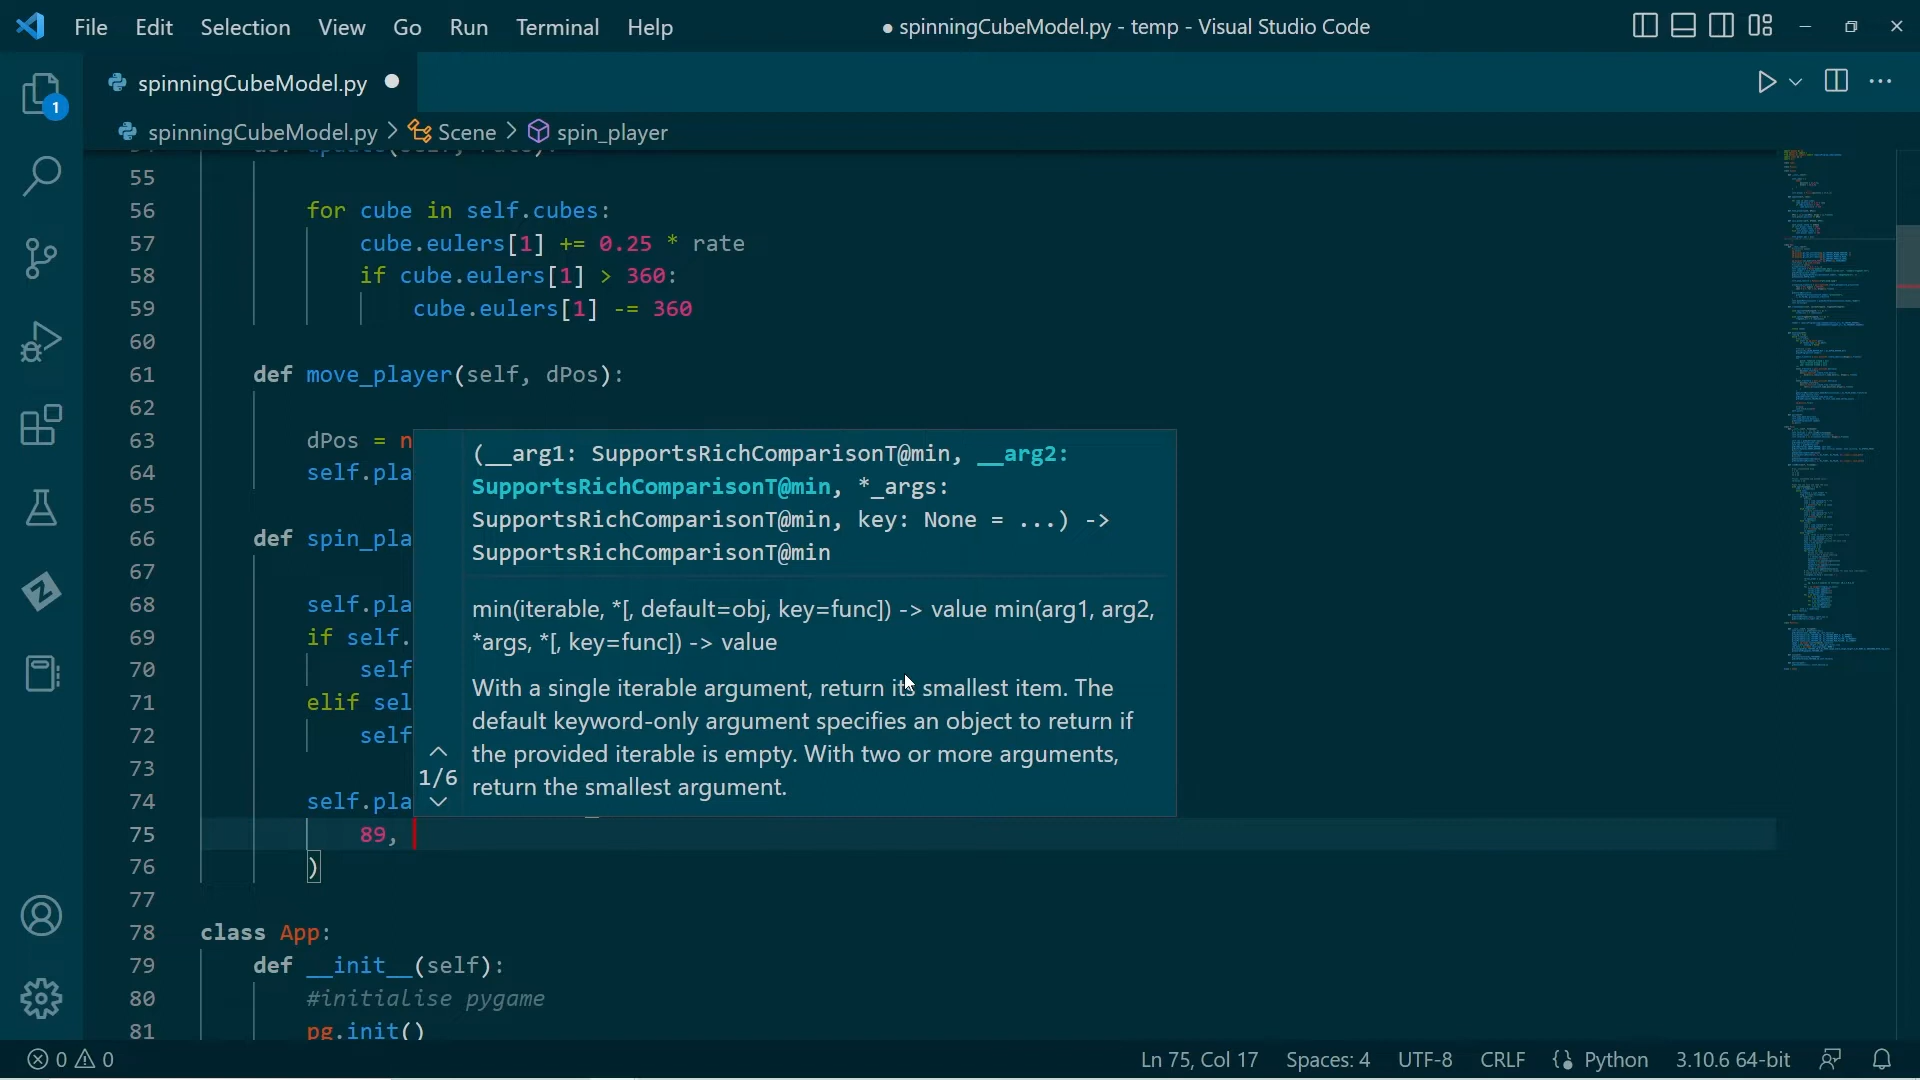 File Edit Selection View Go Run Terminal Help
● spinningCubeModel.py - temp - Visual Studio Code
1
spinningCubeModel.py
spinningCubeModel.py > Scene > spin_player
55
56 for cube in self.cubes:
57 cube.eulers[1] += 0.25 * rate
58 if cube.eulers[1] > 360:
59 cube.eulers[1] -= 360
60
61 def move_player(self, dPos):
62
63 dPos = n
64 self.pla
65
66 def spin_pla
67
68 self.pla
69 if self.
70 self
71 elif sel
72 self
73
74 self.pla
75 89,
76 )
77
78 class App:
79 def __init__(self):
80 #initialise pygame
81 pg.init()
(__arg1: SupportsRichComparisonT@min, __arg2:
SupportsRichComparisonT@min, *_args:
SupportsRichComparisonT@min, key: None = ...) ->
SupportsRichComparisonT@min
min(iterable, *[, default=obj, key=func]) -> value min(arg1, arg2,
*args, *[, key=func]) -> value
With a single iterable argument, return its smallest item. The
default keyword-only argument specifies an object to return if
the provided iterable is empty. With two or more arguments,
return the smallest argument.
1/6
0 0
Ln 75, Col 17 Spaces: 4 UTF-8 CRLF Python 3.10.6 64-bit